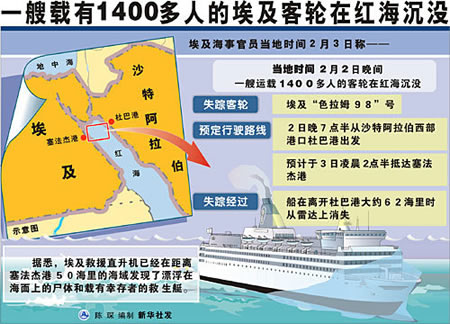 一艘载有1400多人的埃及客轮在红海沉没
埃及海事官员当地时间2月3日称——
当地时间2月2日晚间
一艘运载1400多人的客轮在红海沉没
失踪客轮
埃及“色拉姆98”号
预定行驶路线
2日晚7点半从沙特阿拉伯西部
港口杜巴港出发
预计于3日凌晨2点半抵达塞法
杰港
失踪经过
船在离开杜巴港大约62海里时
从雷达上消失
地中海
沙特阿拉伯
埃及
杜巴港
塞法杰港
红海
示意图
据悉，埃及救援直升机已经在距离
塞法杰港50海里的海域发现了漂浮在
海面上的尸体和载有幸存者的救生艇。
陈琛 编制 新华社发